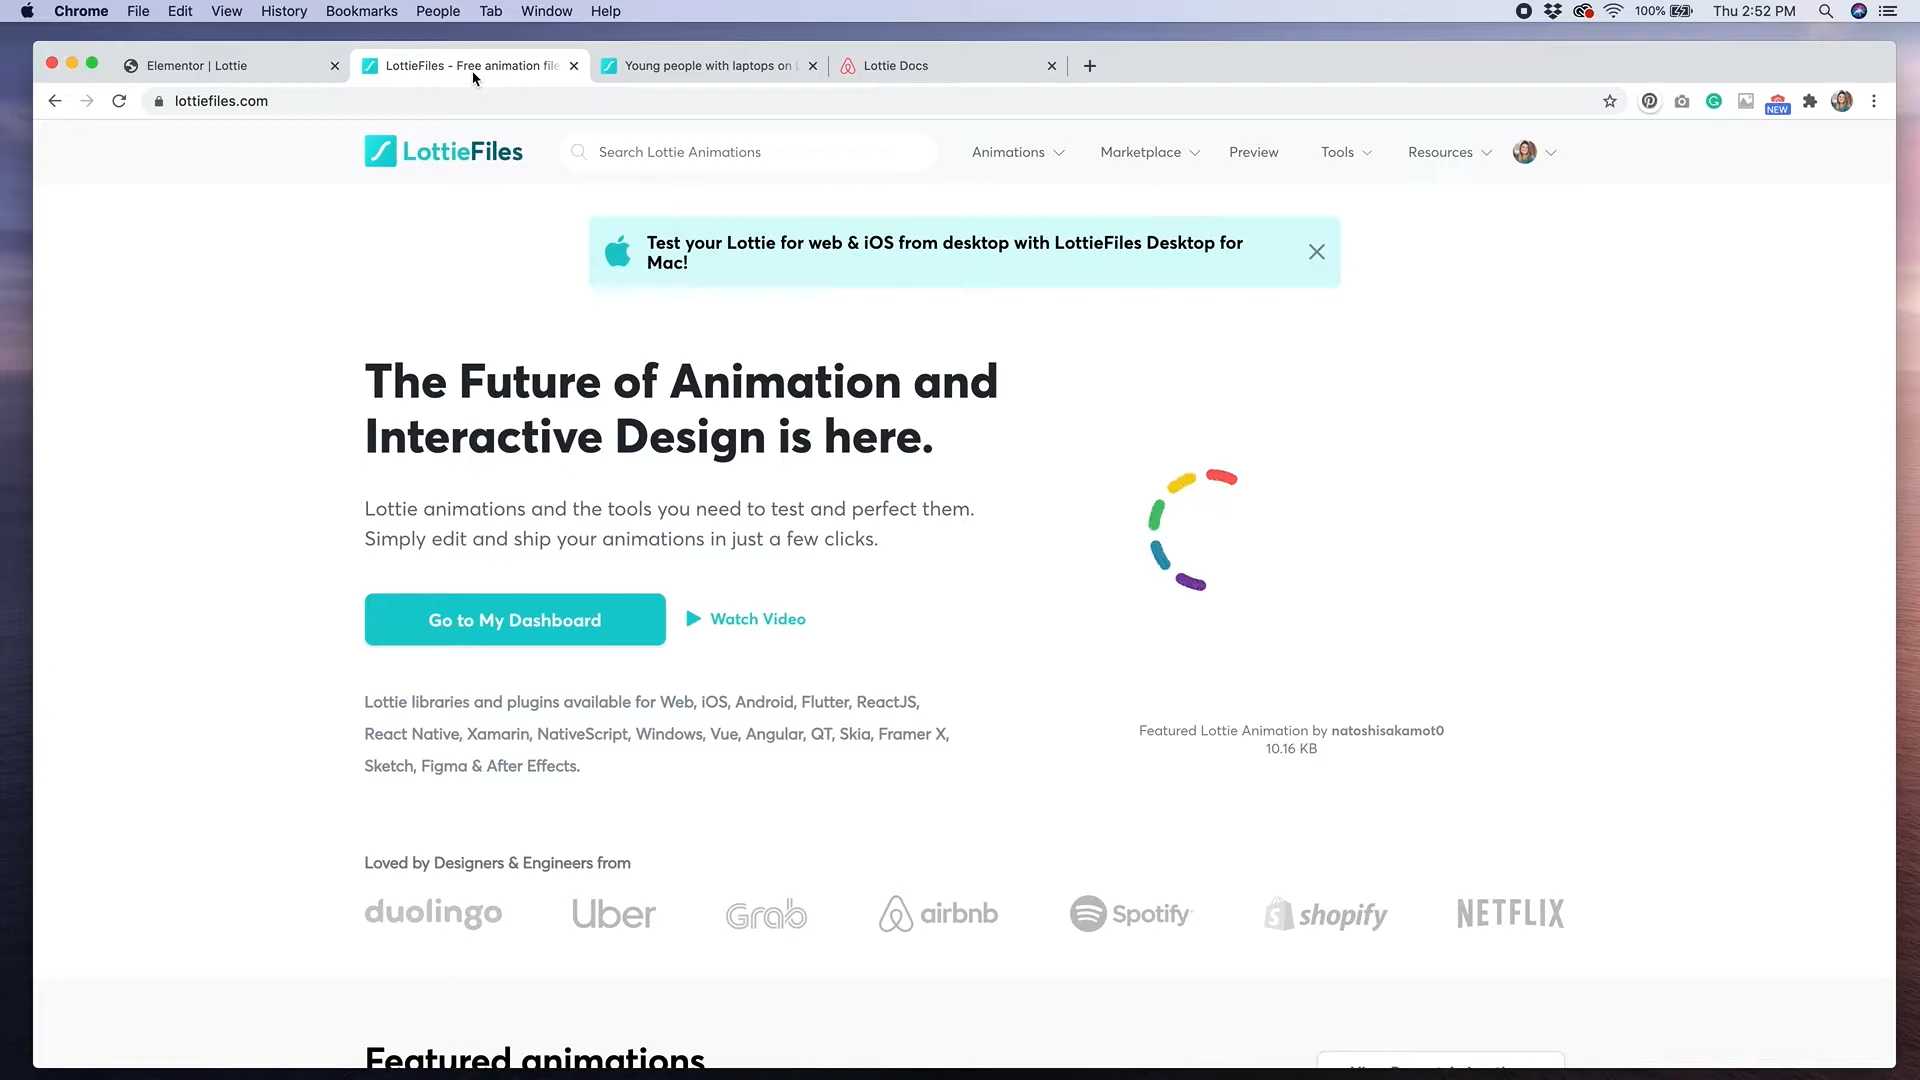 Chrome File Edit View History Bookmarks People Tab Window Help
100% Thu 2:52 PM
Elementor | Lottie
LottieFiles - Free animation file
Young people with laptops on
Lottie Docs
lottiefiles.com
NEW
LottieFiles
Search Lottie Animations
Animations
Marketplace
Preview
Tools
Resources
Test your Lottie for web & iOS from desktop with LottieFiles Desktop for
Mac!
The Future of Animation and
Interactive Design is here.
Lottie animations and the tools you need to test and perfect them.
Simply edit and ship your animations in just a few clicks.
Go to My Dashboard
Watch Video
Lottie libraries and plugins available for Web, iOS, Android, Flutter, ReactJS,
React Native, Xamarin, NativeScript, Windows, Vue, Angular, QT, Skia, Framer X,
Sketch, Figma & After Effects.
Featured Lottie Animation by natoshisakamot0
10.16 KB
Loved by Designers & Engineers from
duolingo
Uber
Grab
airbnb
Spotify
shopify
NETFLIX
Featured animations